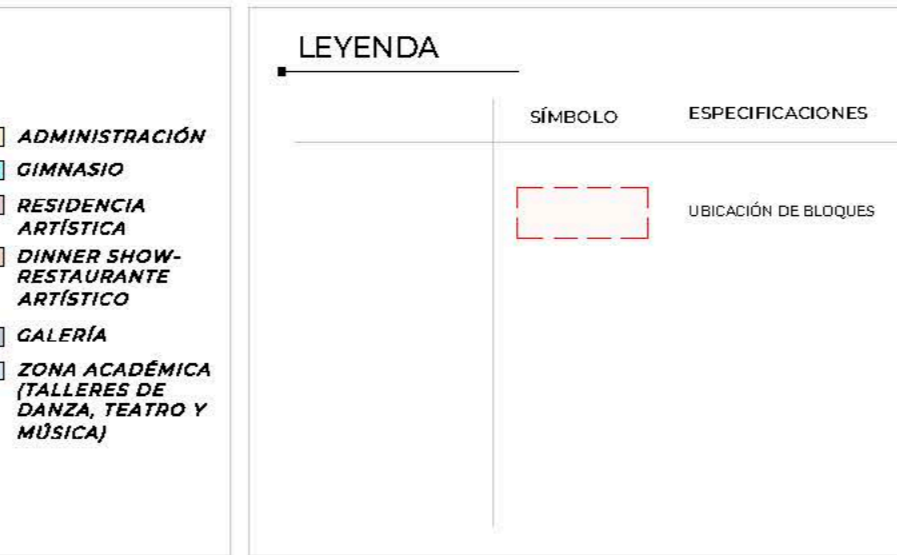 ADMINISTRACIÓN
GIMNASIO
RESIDENCIA
ARTÍSTICA
DINNER SHOW-
RESTAURANTE
ARTÍSTICO
GALERÍA
ZONA ACADÉMICA
(TALLERES DE
DANZA, TEATRO Y
MÚSICA)
LEYENDA
SÍMBOLO
ESPECIFICACIONES
UBICACIÓN DE BLOQUES